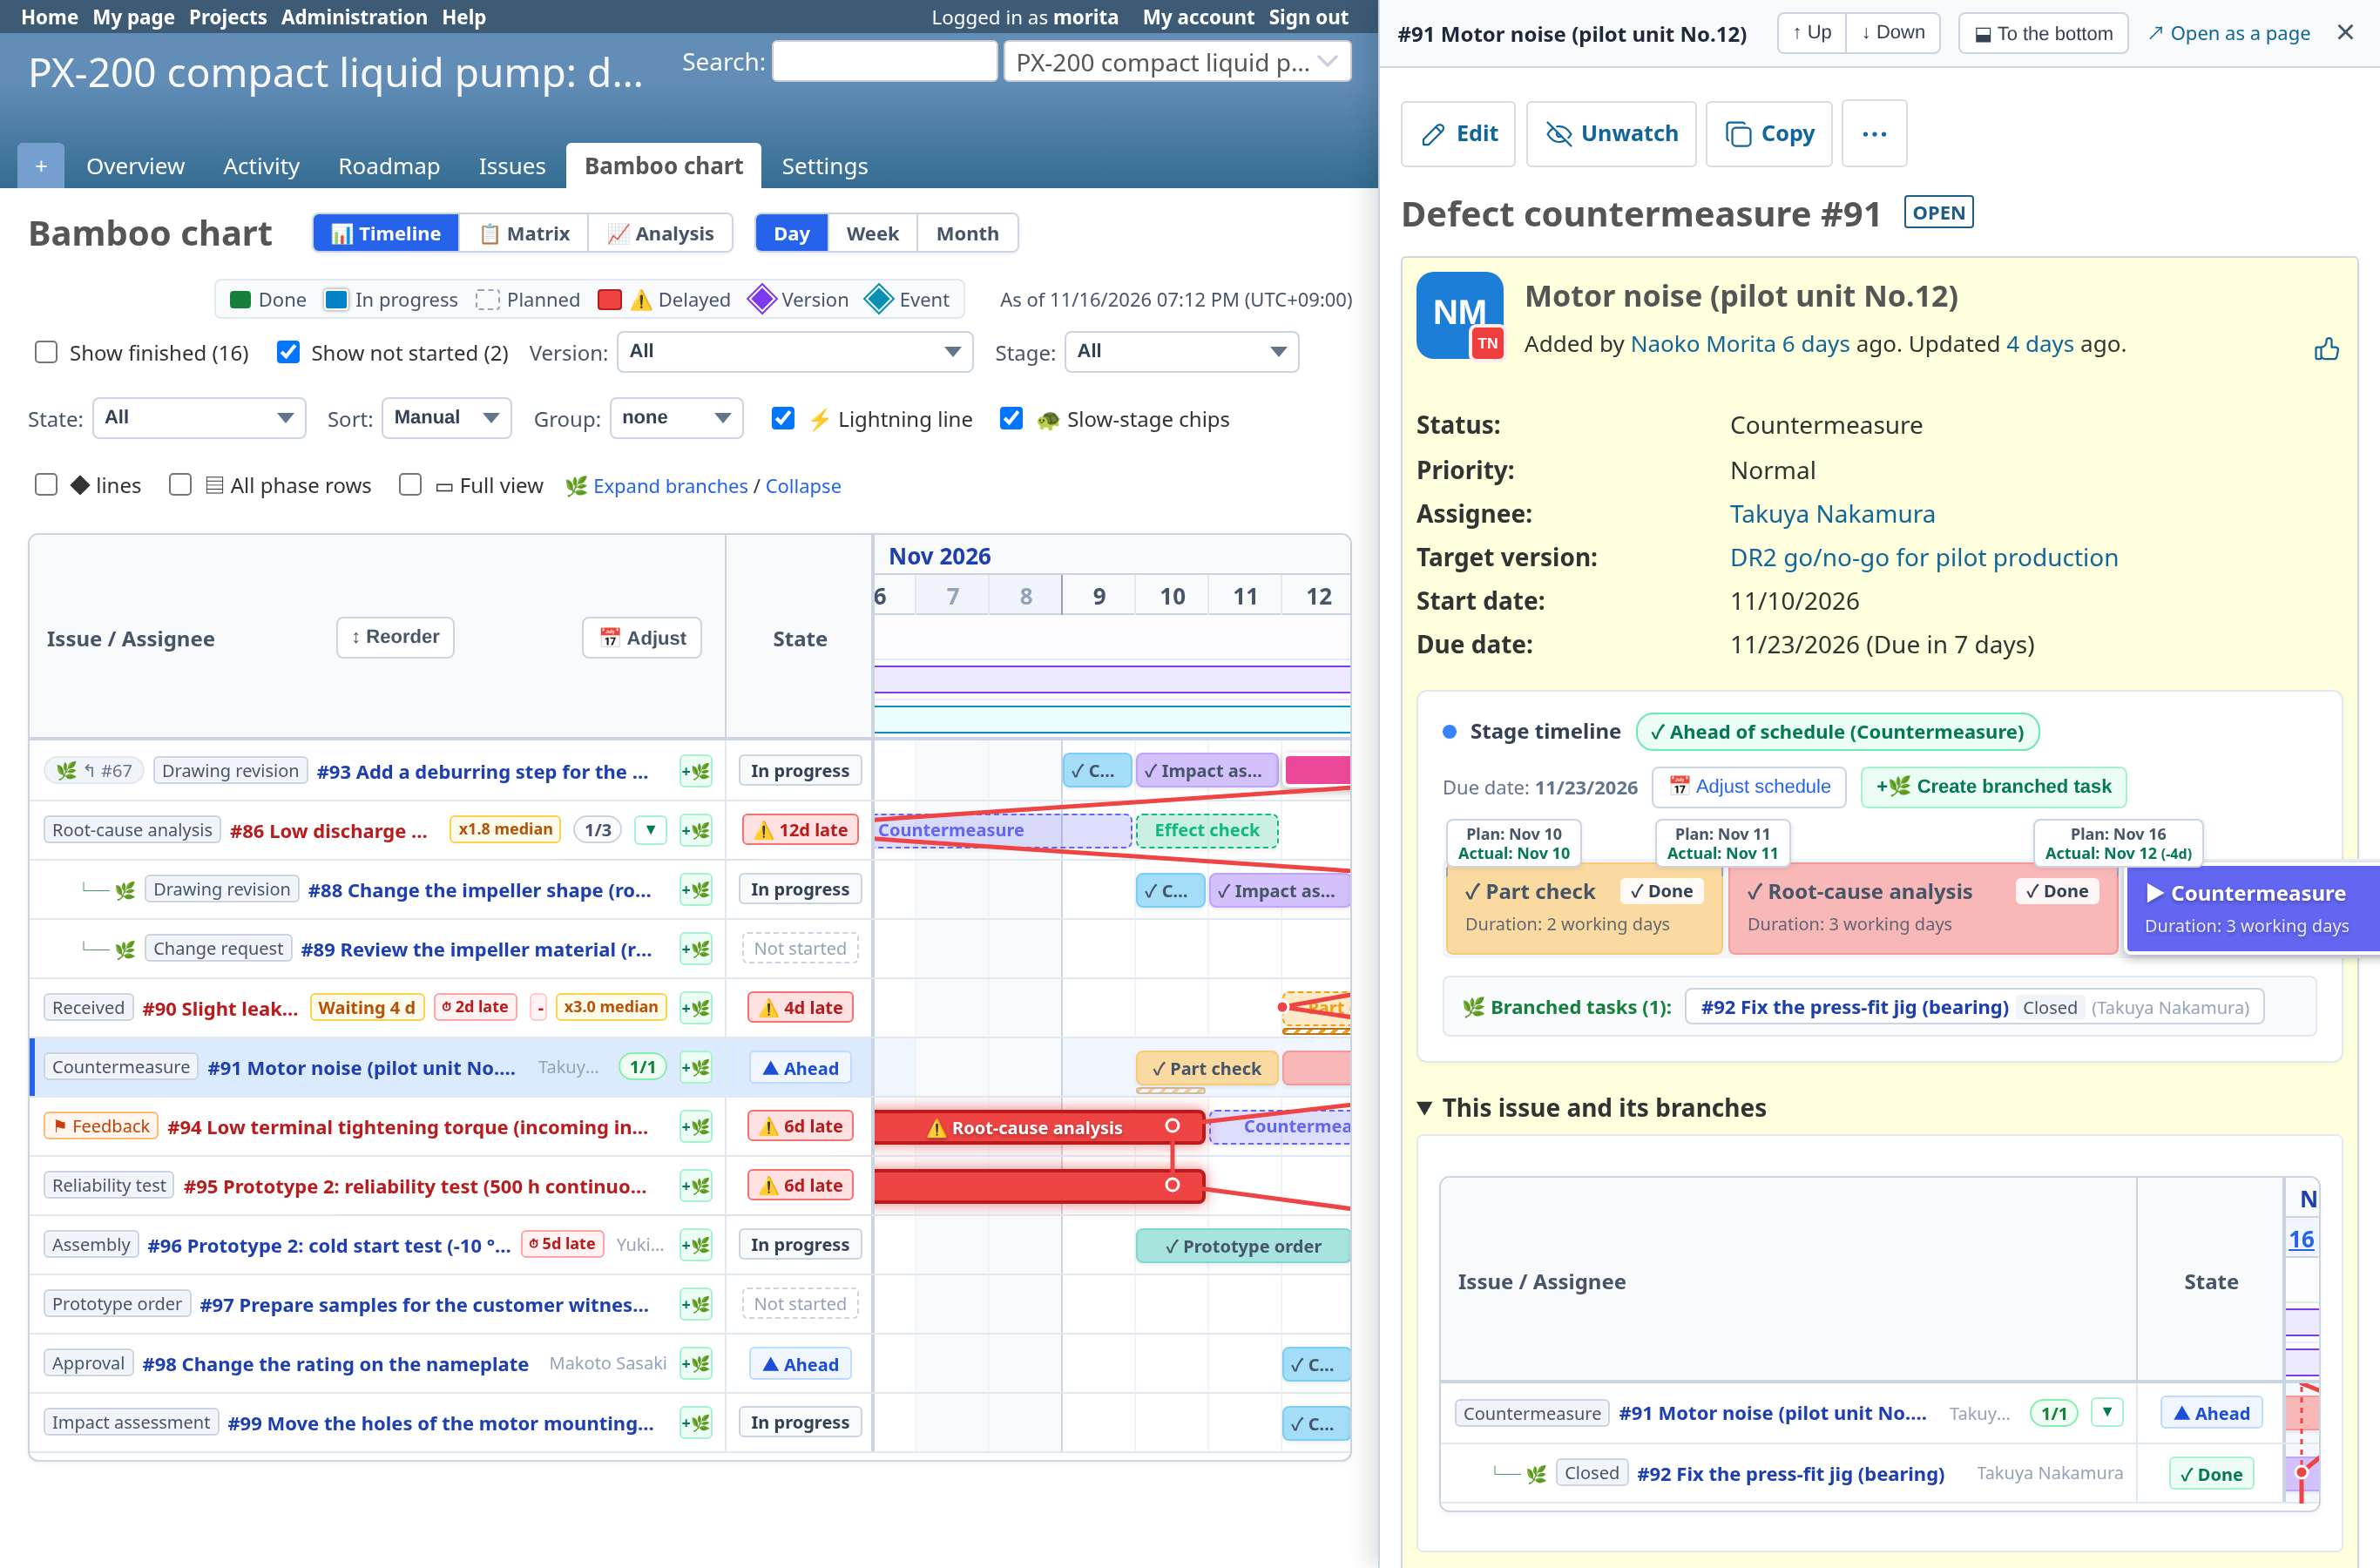 Home My page Projects Administration Help
Logged in as morita My account Sign out
PX-200 compact liquid pump: d...
Search:
PX-200 compact liquid p...
+ Overview Activity Roadmap Issues Bamboo chart Settings
Bamboo chart
📊 Timeline 📋 Matrix 📈 Analysis
Day Week Month
Done In progress Planned ⚠ Delayed Version Event
As of 11/16/2026 07:12 PM (UTC+09:00)
Show finished (16) Show not started (2) Version: All Stage: All
State: All Sort: Manual Group: none ⚡ Lightning line 🐢 Slow-stage chips
◆ lines ▤ All phase rows ▭ Full view 🌿 Expand branches / Collapse
Issue / Assignee ↕ Reorder 📅 Adjust State
Nov 2026
6 7 8 9 10 11 12
🌿 ↰ #67 Drawing revision #93 Add a deburring step for the ... +🌿 In progress ✓ C... ✓ Impact as...
Root-cause analysis #86 Low discharge ... x1.8 median 1/3 ▼ +🌿 ⚠ 12d late Countermeasure Effect check
└─ 🌿 Drawing revision #88 Change the impeller shape (ro... +🌿 In progress ✓ C... ✓ Impact as...
└─ 🌿 Change request #89 Review the impeller material (r... +🌿 Not started
Received #90 Slight leak... Waiting 4 d ⏱ 2d late - x3.0 median +🌿 ⚠ 4d late Part
Countermeasure #91 Motor noise (pilot unit No.... Takuy... 1/1 +🌿 ▲ Ahead ✓ Part check
⚑ Feedback #94 Low terminal tightening torque (incoming in... +🌿 ⚠ 6d late ⚠ Root-cause analysis Countermea
Reliability test #95 Prototype 2: reliability test (500 h continuo... +🌿 ⚠ 6d late
Assembly #96 Prototype 2: cold start test (-10 °... ⏱ 5d late Yuki... +🌿 In progress ✓ Prototype order
Prototype order #97 Prepare samples for the customer witnes... +🌿 Not started
Approval #98 Change the rating on the nameplate Makoto Sasaki +🌿 ▲ Ahead ✓ C...
Impact assessment #99 Move the holes of the motor mounting... +🌿 In progress ✓ C...
#91 Motor noise (pilot unit No.12) ↑ Up ↓ Down ⬓ To the bottom ↗ Open as a page ✕
Edit Unwatch Copy ...
Defect countermeasure #91 OPEN
NM
TN
Motor noise (pilot unit No.12)
Added by Naoko Morita 6 days ago. Updated 4 days ago.
Status: Countermeasure
Priority: Normal
Assignee: Takuya Nakamura
Target version: DR2 go/no-go for pilot production
Start date: 11/10/2026
Due date: 11/23/2026 (Due in 7 days)
Stage timeline ✓ Ahead of schedule (Countermeasure)
Due date: 11/23/2026 📅 Adjust schedule +🌿 Create branched task
Plan: Nov 10
Actual: Nov 10
Plan: Nov 11
Actual: Nov 11
Plan: Nov 16
Actual: Nov 12 (-4d)
✓ Part check ✓ Done
Duration: 2 working days
✓ Root-cause analysis ✓ Done
Duration: 3 working days
▶ Countermeasure
Duration: 3 working days
🌿 Branched tasks (1): #92 Fix the press-fit jig (bearing) Closed (Takuya Nakamura)
▼ This issue and its branches
Issue / Assignee State
N
16
Countermeasure #91 Motor noise (pilot unit No.... Takuy... 1/1 ▼ ▲ Ahead
└─ 🌿 Closed #92 Fix the press-fit jig (bearing) Takuya Nakamura ✓ Done